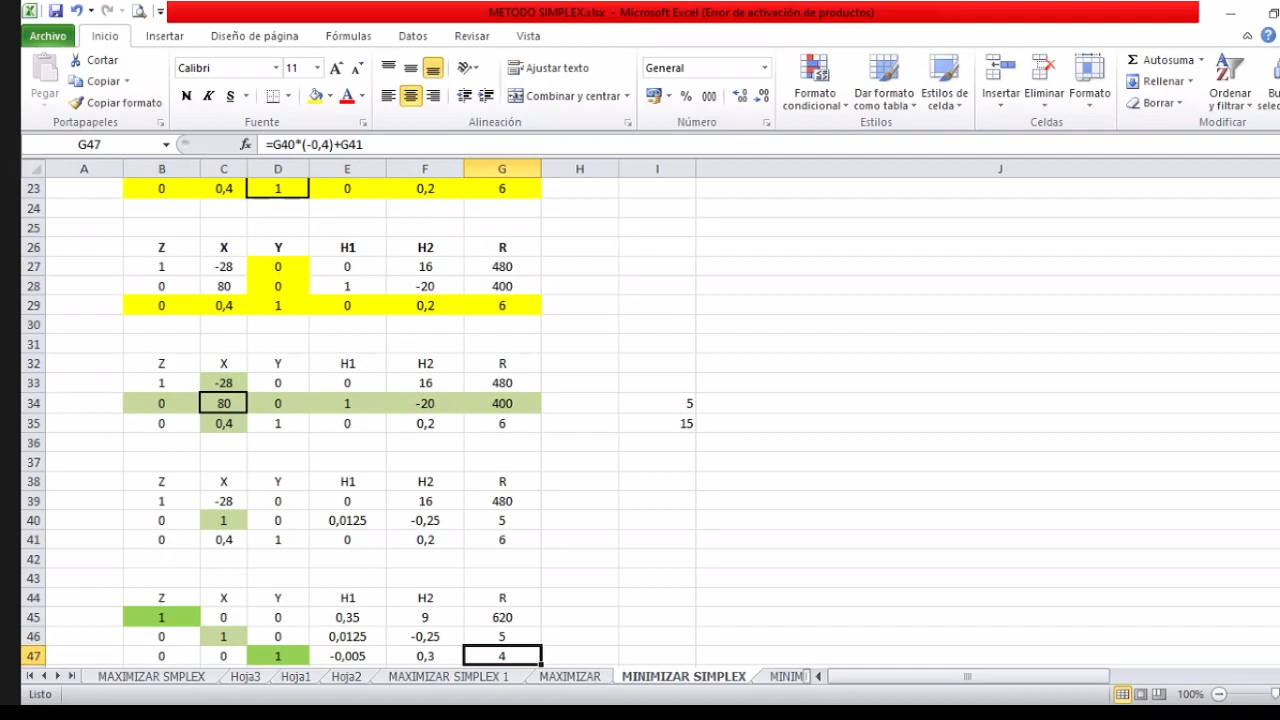 METODO SIMPLEX.xlsx - Microsoft Excel (Error de activación de productos)
Archivo Inicio Insertar Diseño de página Fórmulas Datos Revisar Vista
Pegar
Cortar
Copiar
Copiar formato
Portapapeles
Calibri 11
N K S
Fuente
Ajustar texto
Combinar y centrar
Alineación
General
% 000
Número
Formato condicional
Dar formato como tabla
Estilos de celda
Estilos
Insertar Eliminar Formato
Celdas
Autosuma
Rellenar
Borrar
Ordenar y filtrar
Bu
sele
Modificar
G47 fx =G40*(-0,4)+G41
A B C D E F G H I J
23 0 0,4 1 0 0,2 6
24
25
26 Z X Y H1 H2 R
27 1 -28 0 0 16 480
28 0 80 0 1 -20 400
29 0 0,4 1 0 0,2 6
30
31
32 Z X Y H1 H2 R
33 1 -28 0 0 16 480
34 0 80 0 1 -20 400 5
35 0 0,4 1 0 0,2 6 15
36
37
38 Z X Y H1 H2 R
39 1 -28 0 0 16 480
40 0 1 0 0,0125 -0,25 5
41 0 0,4 1 0 0,2 6
42
43
44 Z X Y H1 H2 R
45 1 0 0 0,35 9 620
46 0 1 0 0,0125 -0,25 5
47 0 0 1 -0,005 0,3 4
MAXIMIZAR SMPLEX Hoja3 Hoja1 Hoja2 MAXIMIZAR SIMPLEX 1 MAXIMIZAR MINIMIZAR SIMPLEX MINIM
Listo 100%